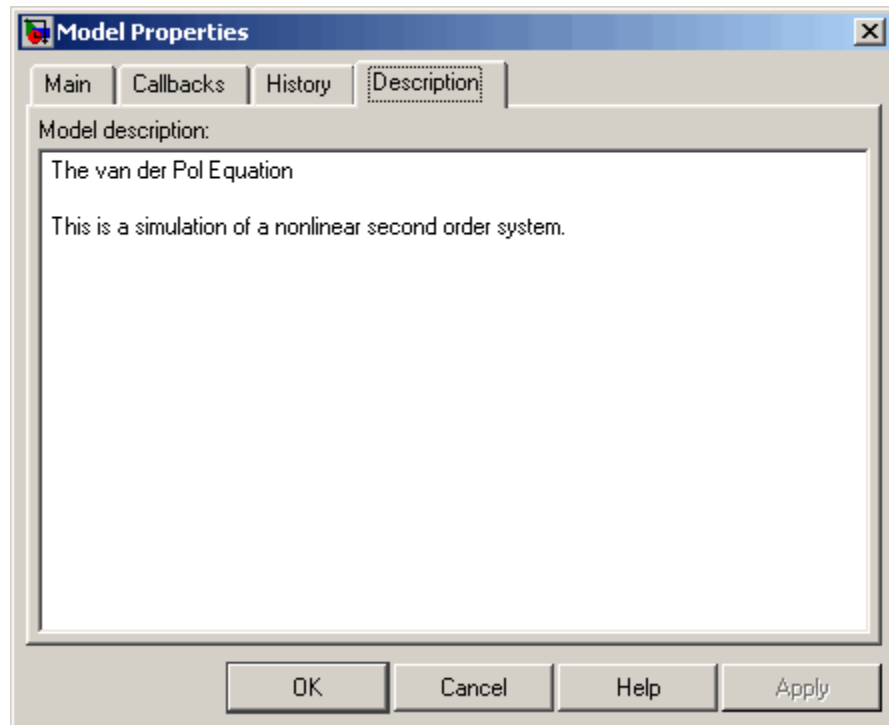 Model Properties
Main Callbacks History Description
Model description:
The van der Pol Equation
This is a simulation of a nonlinear second order system.
OK Cancel Help Apply